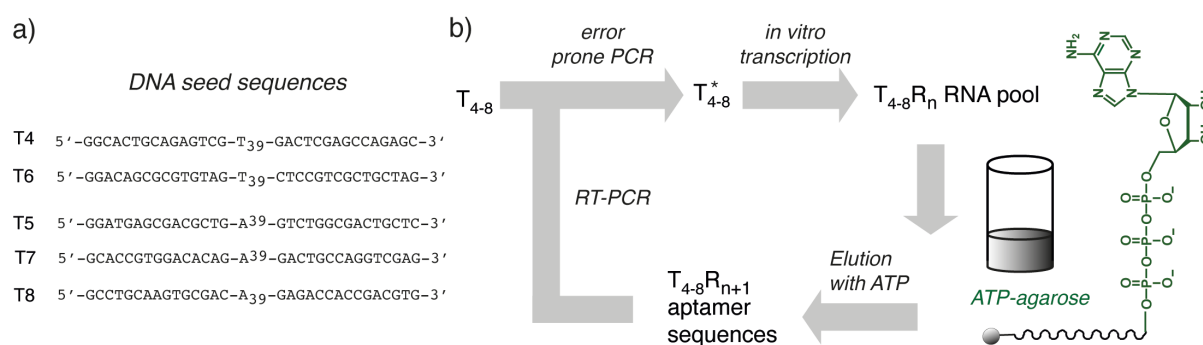 a)
DNA seed sequences
T4 5'-GGCACTGCAGAGTCG-T39-GACTCGAGCCAGAGC-3'
T6 5'-GGACAGCGCGTGTAG-T39-CTCCGTCGCTGCTAG-3'
T5 5'-GGATGAGCGACGCTG-A39-GTCTGGCGACTGCTC-3'
T7 5'-GCACCGTGGACACAG-A39-GACTGCCAGGTCGAG-3'
T8 5'-GCCTGCAAGTGCGAC-A39-GAGACCACCGACGTG-3'
b)
error
prone PCR
in vitro
transcription
T4-8
T*4-8
T4-8Rn RNA pool
RT-PCR
Elution
with ATP
T4-8Rn+1
aptamer
sequences
ATP-agarose
NH2
N
N
N
N
O
O
O=P-O-
O
O=P-O-
O
O=P-O-
O